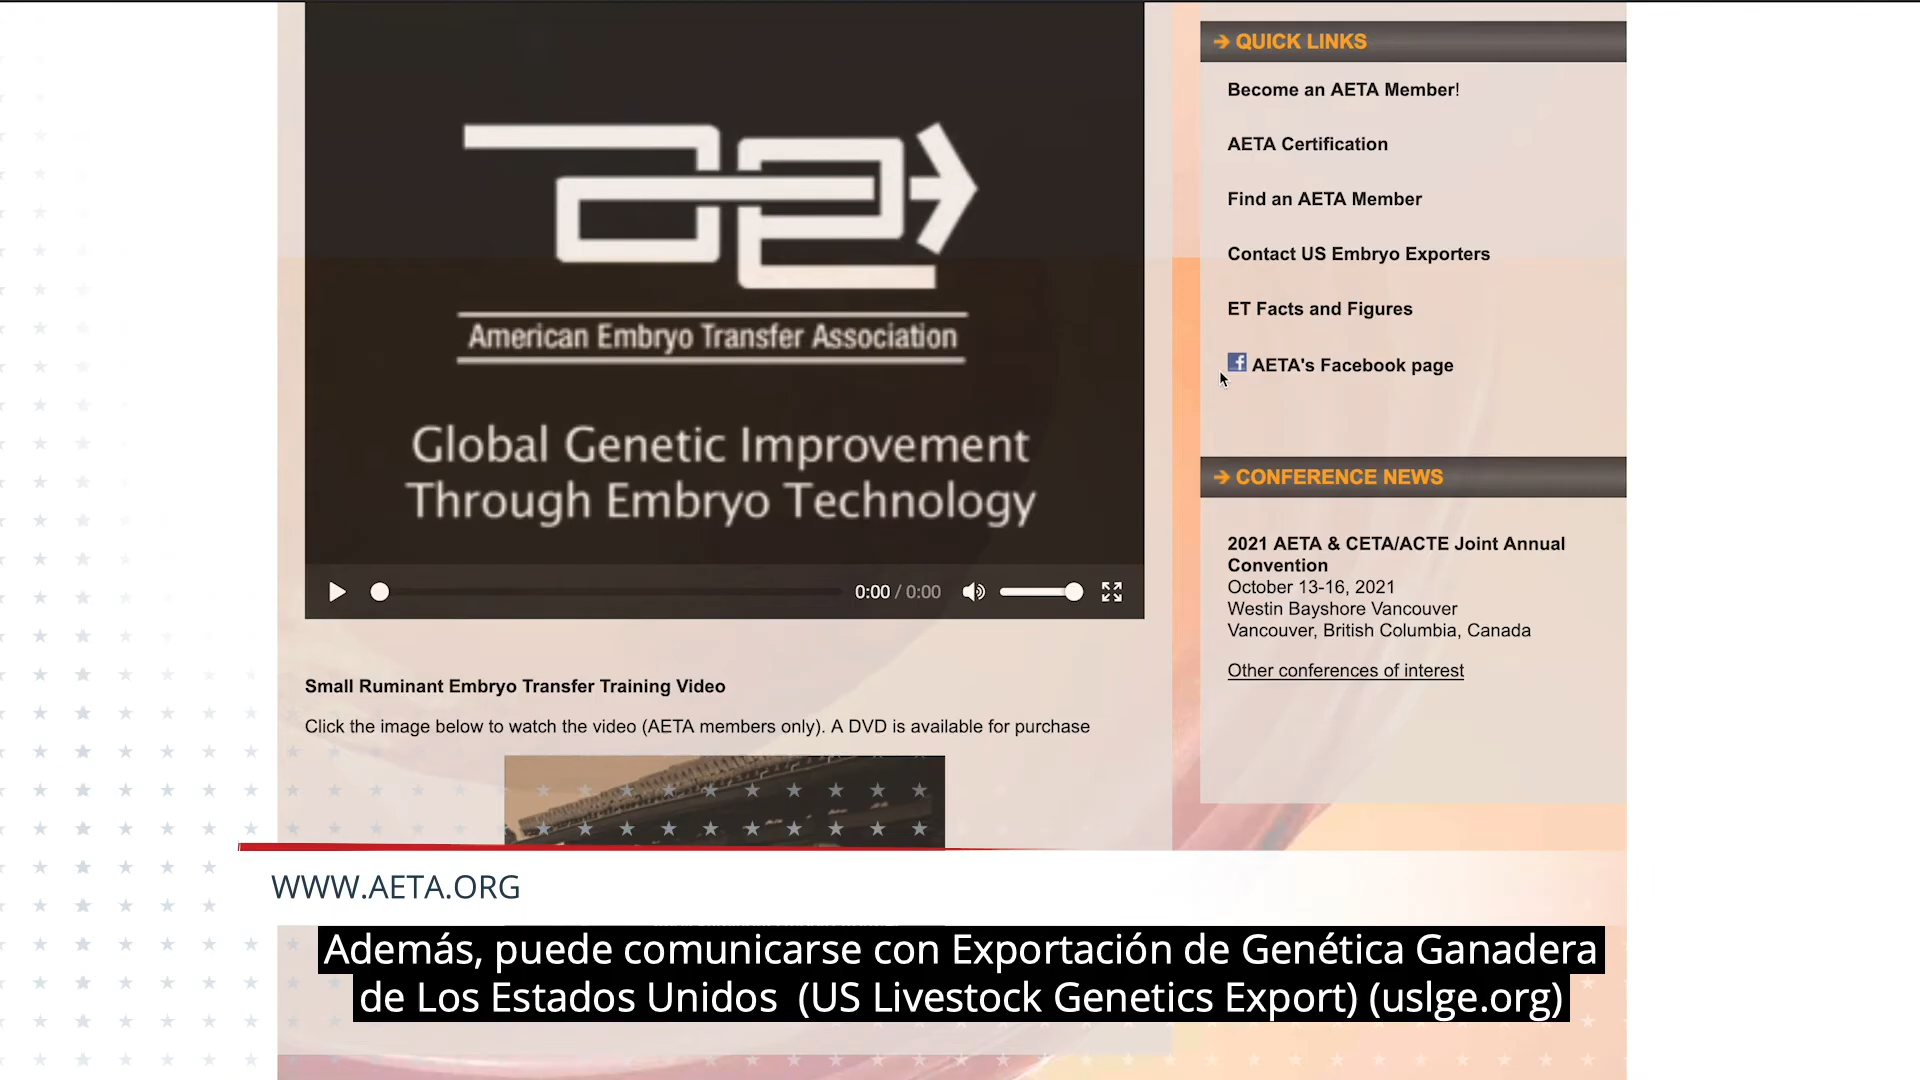 American Embryo Transfer Association
Global Genetic Improvement
Through Embryo Technology
0:00 / 0:00
Small Ruminant Embryo Transfer Training Video
Click the image below to watch the video (AETA members only). A DVD is available for purchase
QUICK LINKS
Become an AETA Member!
AETA Certification
Find an AETA Member
Contact US Embryo Exporters
ET Facts and Figures
AETA's Facebook page
CONFERENCE NEWS
2021 AETA & CETA/ACTE Joint Annual
Convention
October 13-16, 2021
Westin Bayshore Vancouver
Vancouver, British Columbia, Canada
Other conferences of interest
WWW.AETA.ORG
Además, puede comunicarse con Exportación de Genética Ganadera
de Los Estados Unidos (US Livestock Genetics Export) (uslge.org)